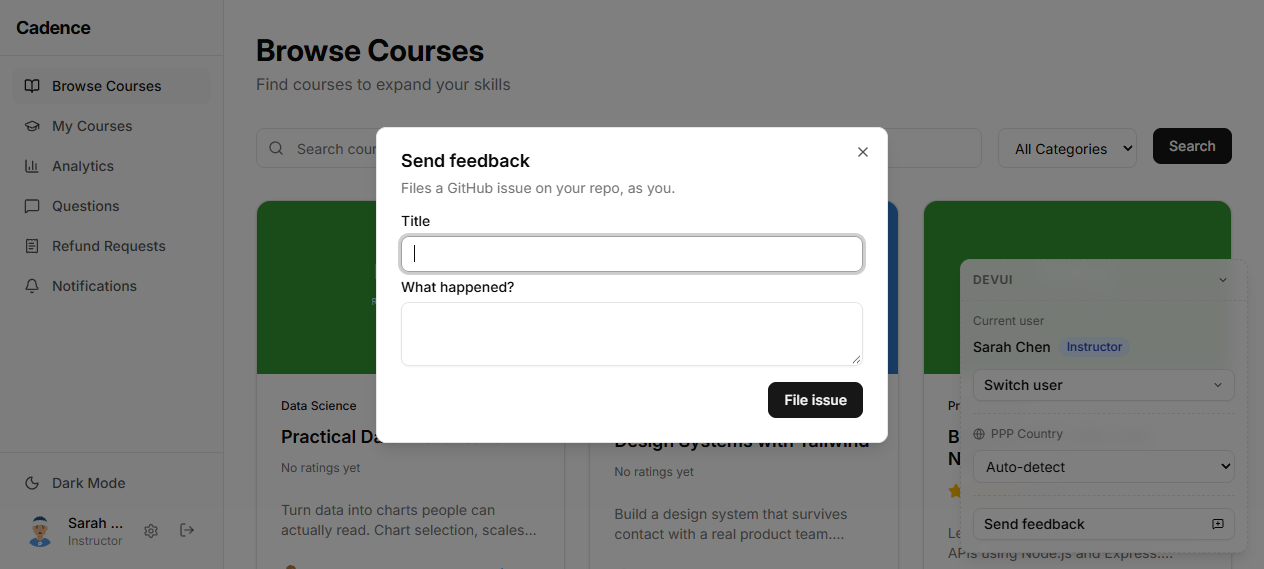 Cadence
Browse Courses
My Courses
Analytics
Questions
Refund Requests
Notifications
Dark Mode
Sarah ...
Instructor
Browse Courses
Find courses to expand your skills
Search cour
All Categories
Search
Send feedback
Files a GitHub issue on your repo, as you.
Title
What happened?
File issue
Data Science
Practical Da
No ratings yet
Turn data into charts people can
actually read. Chart selection, scales...
Design Systems with Tailwind
No ratings yet
Build a design system that survives
contact with a real product team....
Pr
B
N
Le
APIs using Node.js and Express....
DEVUI
Current user
Sarah Chen
Instructor
Switch user
PPP Country
Auto-detect
Send feedback